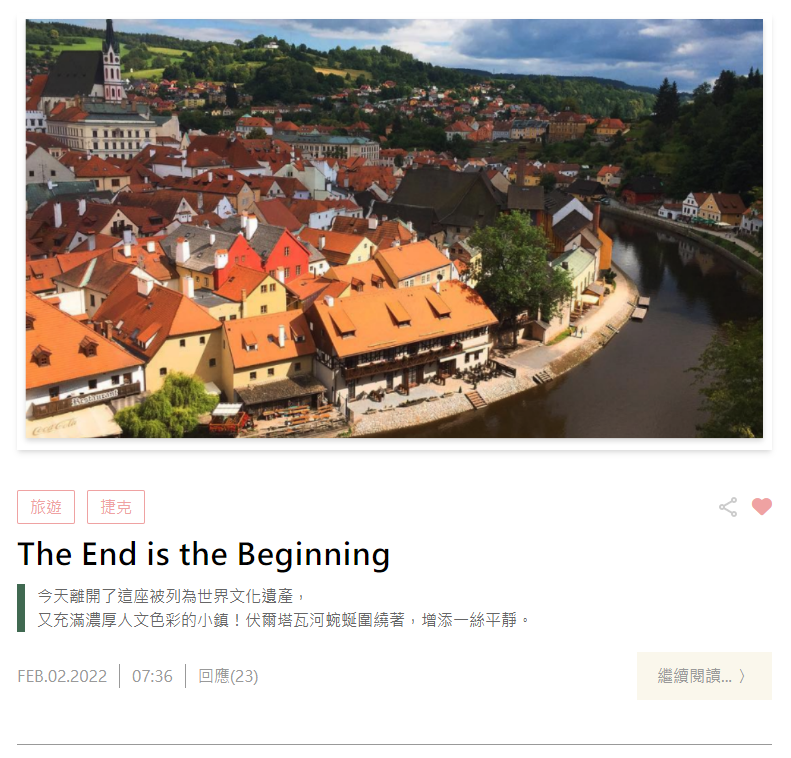 Restaurant
Coca-Cola
旅遊
捷克
The End is the Beginning
今天離開了這座被列為世界文化遺產，
又充滿濃厚人文色彩的小鎮！伏爾塔瓦河蜿蜒圍繞著，增添一絲平靜。
FEB.02.2022 | 07:36 | 回應(23)
繼續閱讀... 〉